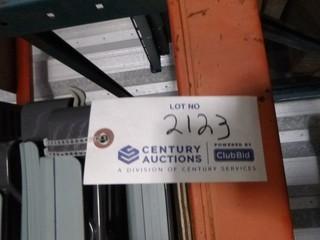 LOT NO
2123
CENTURY
AUCTIONS
POWERED BY
ClubBid
A DIVISION OF CENTURY SERVICES